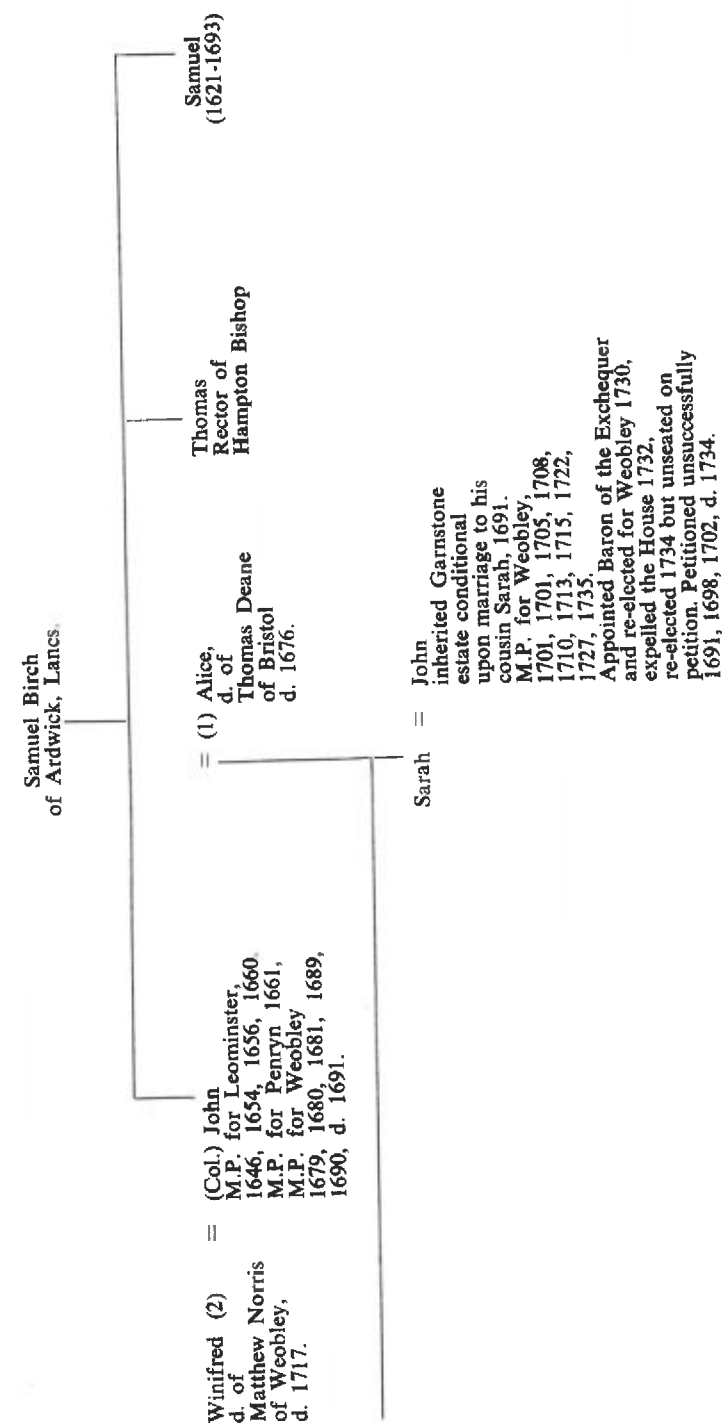 Samuel Birch
of Ardwick, Lancs.
Winifred (2)
d. of
Matthew Norris
of Weobley,
d. 1717.
=
(Col.) John
M.P. for Leominster,
1646, 1654, 1656, 1660.
M.P. for Penryn 1661,
M.P. for Weobley
1679, 1680, 1681, 1689,
1690, d. 1691.
= (1) Alice,
d. of
Thomas Deane
of Bristol
d. 1676.
Thomas
Rector of
Hampton Bishop
Samuel
(1621-1693)
Sarah
=
John
inherited Garnstone
estate conditional
upon marriage to his
cousin Sarah, 1691.
M.P. for Weobley,
1701, 1701, 1705, 1708,
1710, 1713, 1715, 1722,
1727, 1735.
Appointed Baron of the Exchequer
and re-elected for Weobley 1730,
expelled the House 1732,
re-elected 1734 but unseated on
petition. Petitioned unsuccessfully
1691, 1698, 1702, d. 1734.